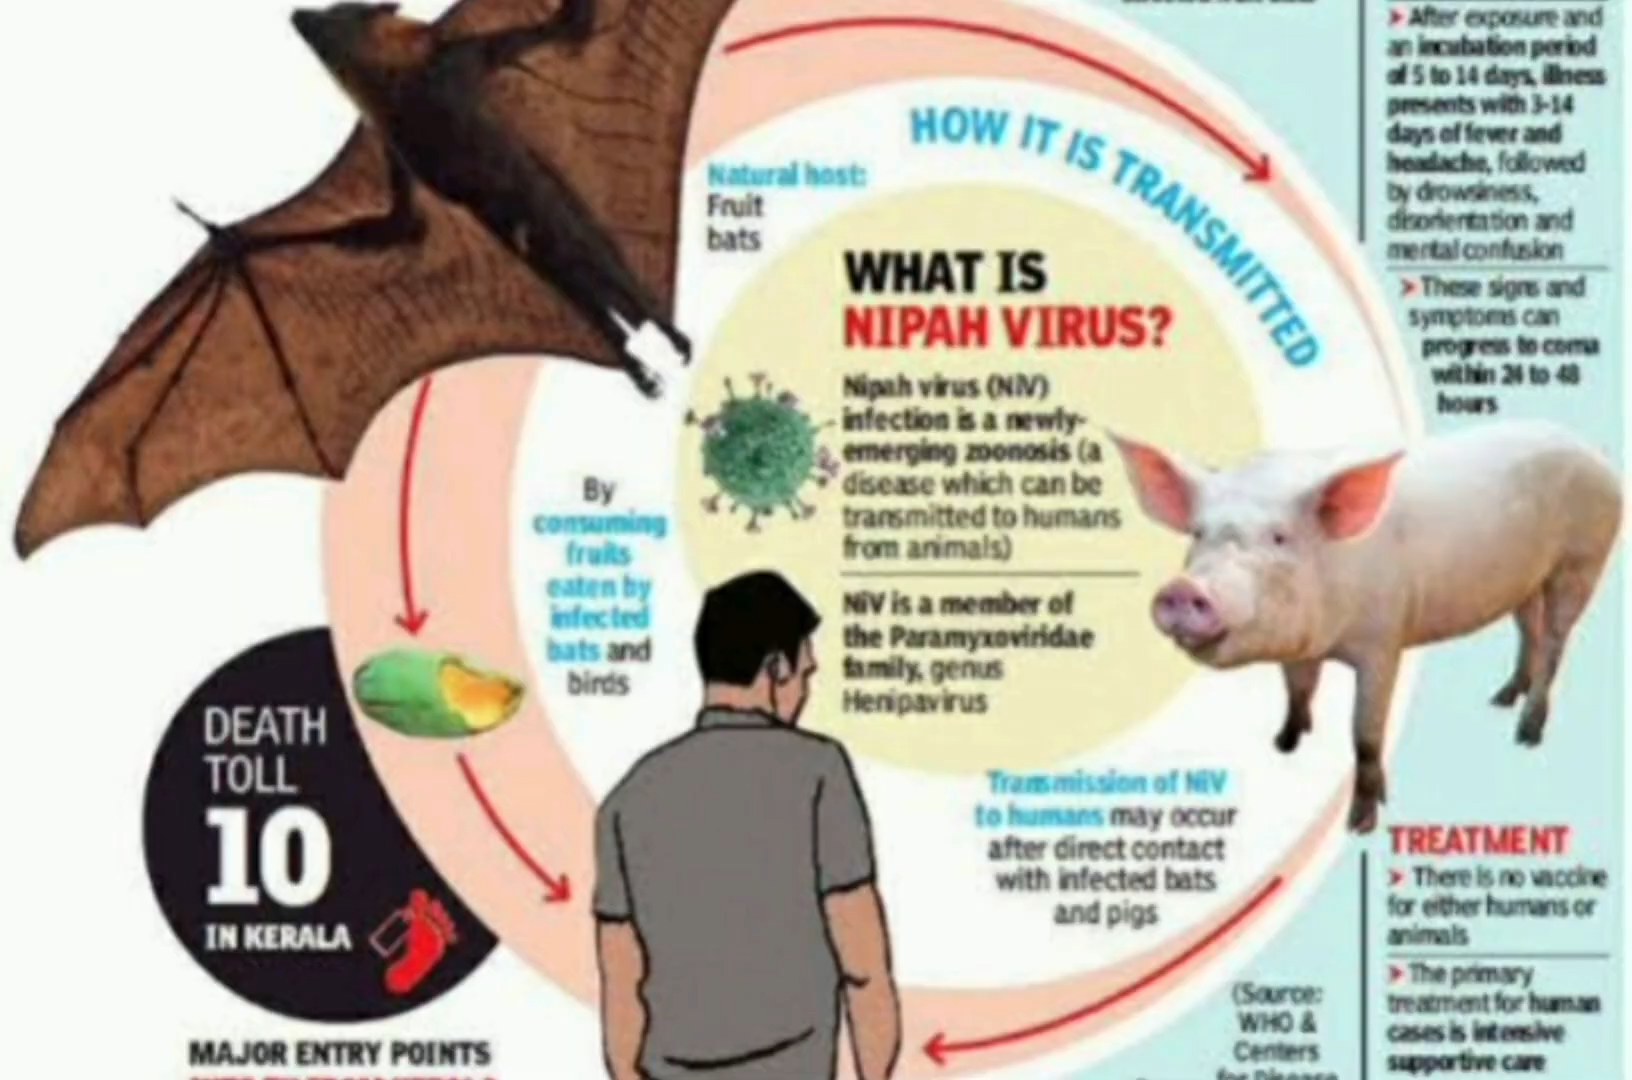 HOW IT IS TRANSMITTED
Natural host:
Fruit
bats
WHAT IS
NIPAH VIRUS?
Nipah virus (NiV)
infection is a newly-
emerging zoonosis (a
disease which can be
transmitted to humans
from animals)
NiV is a member of
the Paramyxoviridae
family, genus
Henipavirus
By
consuming
fruits
eaten by
infected
bats and
birds
Transmission of NiV
to humans may occur
after direct contact
with infected bats
and pigs
DEATH
TOLL
10
IN KERALA
MAJOR ENTRY POINTS
(Source:
WHO &
Centers
for Disease
➤ After exposure and
an incubation period
of 5 to 14 days, illness
presents with 3-14
days of fever and
headache, followed
by drowsiness,
disorientation and
mental confusion
➤ These signs and
symptoms can
progress to coma
within 24 to 48
hours
TREATMENT
➤ There is no vaccine
for either humans or
animals
➤ The primary
treatment for human
cases is intensive
supportive care